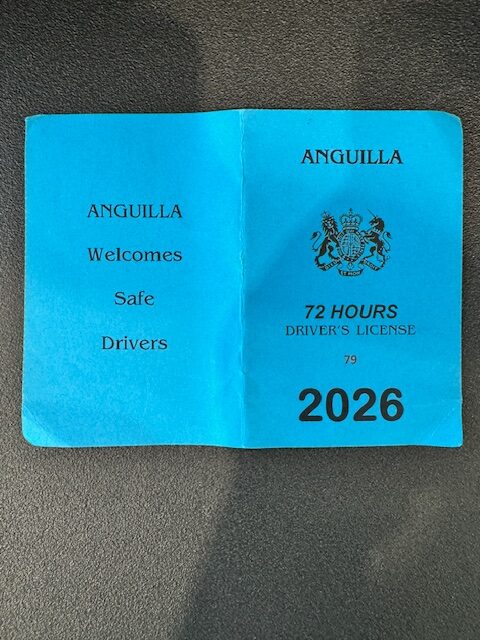 ANGUILLA
Welcomes
Safe
Drivers
ANGUILLA
72 HOURS
DRIVER'S LICENSE
79
2026